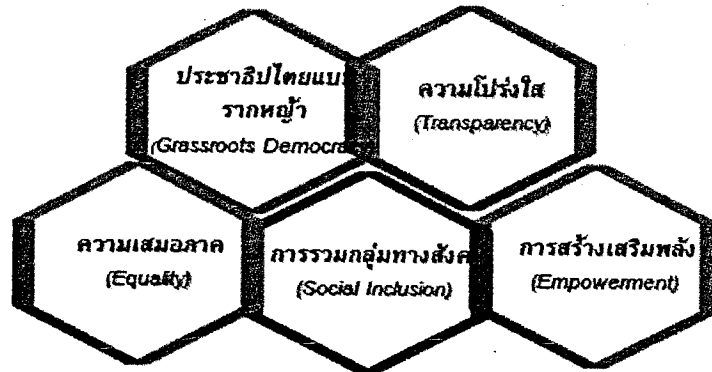 ประชาธิปไตยแบบ
รากหญ้า
(Grassroots Democracy)
ความโปร่งใส
(Transparency)
ความเสมอภาค
(Equality)
การรวมกลุ่มทางสังค
(Social Inclusion)
การสร้างเสริมพลัง
(Empowerment)